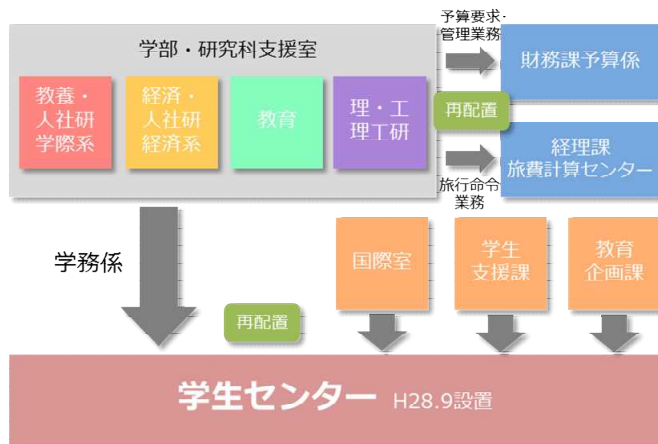 予算要求・
管理業務
学部・研究科支援室
財務課予算係
教養・
人社研
学際系
経済・
人社研
経済系
教育
理・工
理工研
再配置
経理課
旅費計算センター
旅行命令
業務
学務係
国際室
学生
支援課
教育
企画課
再配置
学生センター H28.9設置